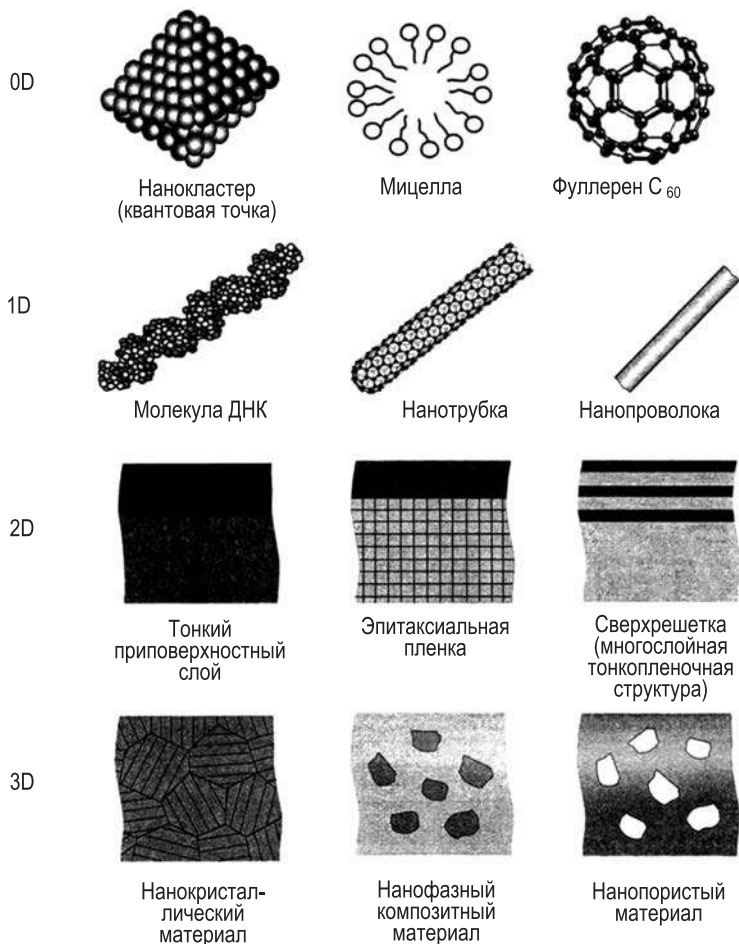 0D
Нанокластер
(квантовая точка)
Мицелла
Фуллерен C 60
1D
Молекула ДНК
Нанотрубка
Нанопроволока
2D
Тонкий
приповерхностный
слой
Эпитаксиальная
пленка
Сверхрешетка
(многослойная
тонкопленочная
структура)
3D
Нанокристал-
лический
материал
Нанофазный
композитный
материал
Нанопористый
материал